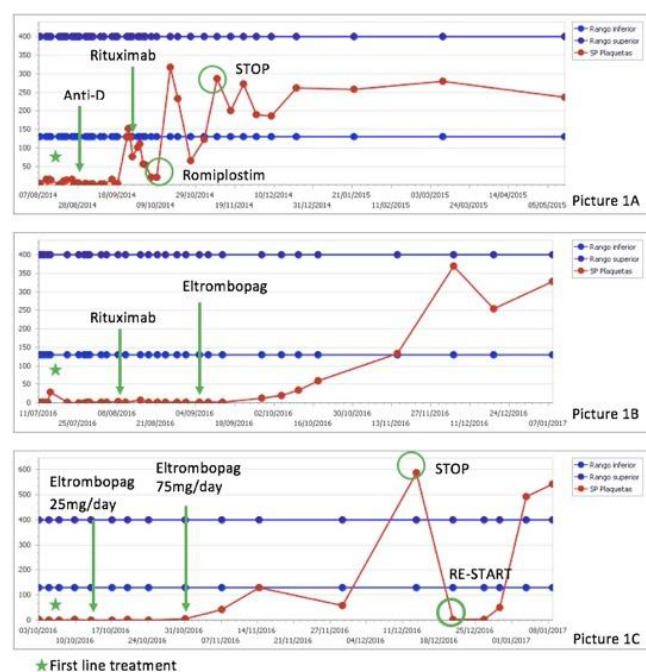 400
350
300
250
200
150
100
50
Rituximab
Anti-D
STOP
Romiplostim
07/08/2014
28/08/2014
18/09/2014
09/10/2014
29/10/2014
19/11/2014
10/12/2014
31/12/2014
21/01/2015
11/02/2015
03/03/2015
24/03/2015
14/04/2015
05/05/2015
Rango inferior
Rango superior
SP Plaquetas
Picture 1A
400
350
300
250
200
150
100
50
0
Rituximab
Eltrombopag
11/07/2016
25/07/2016
08/08/2016
21/08/2016
04/09/2016
18/09/2016
02/10/2016
16/10/2016
30/10/2016
13/11/2016
27/11/2016
11/12/2016
24/12/2016
07/01/2017
Rango inferior
Rango superior
SP Plaquetas
Picture 1B
600
500
400
300
200
100
0
Eltrombopag
25mg/day
Eltrombopag
75mg/day
STOP
RE-START
03/10/2016
10/10/2016
17/10/2016
24/10/2016
31/10/2016
07/11/2016
14/11/2016
21/11/2016
27/11/2016
04/12/2016
11/12/2016
18/12/2016
25/12/2016
01/01/2017
08/01/2017
Rango inferior
Rango superior
SP Plaquetas
Picture 1C
First line treatment